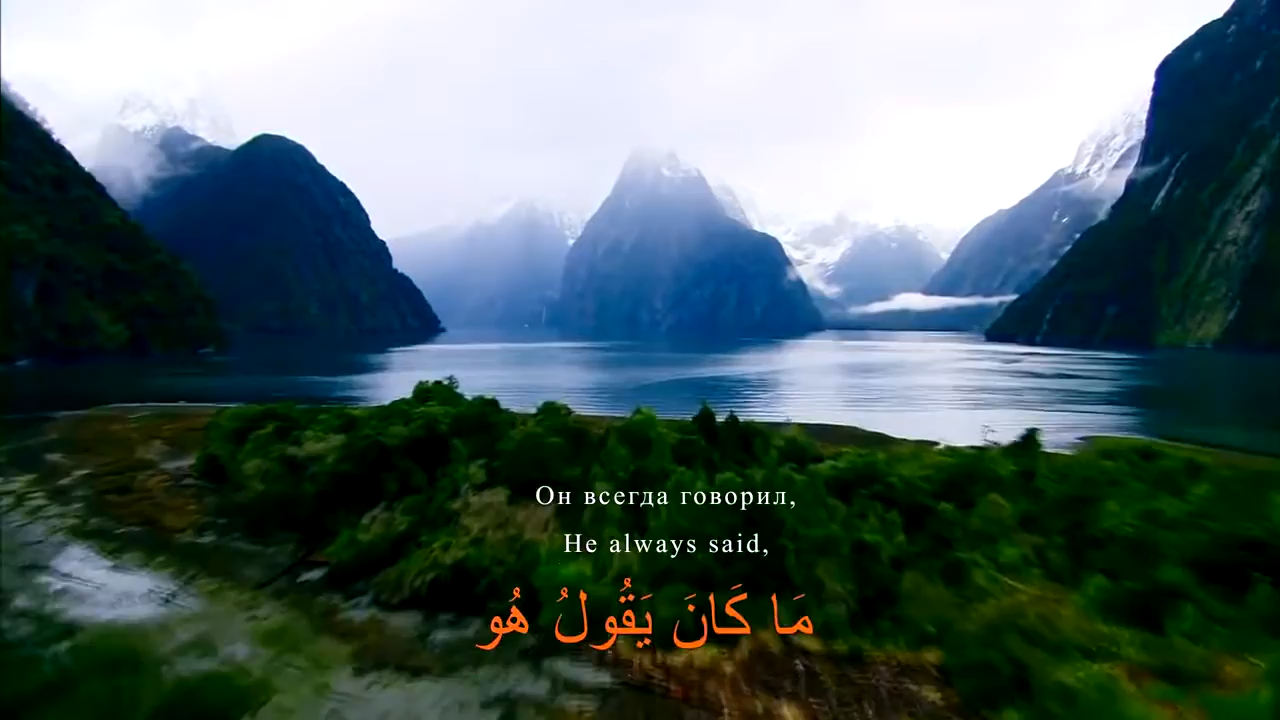 Он всегда говорил,
He always said,
مَا كَانَ يَقُولُ هُو